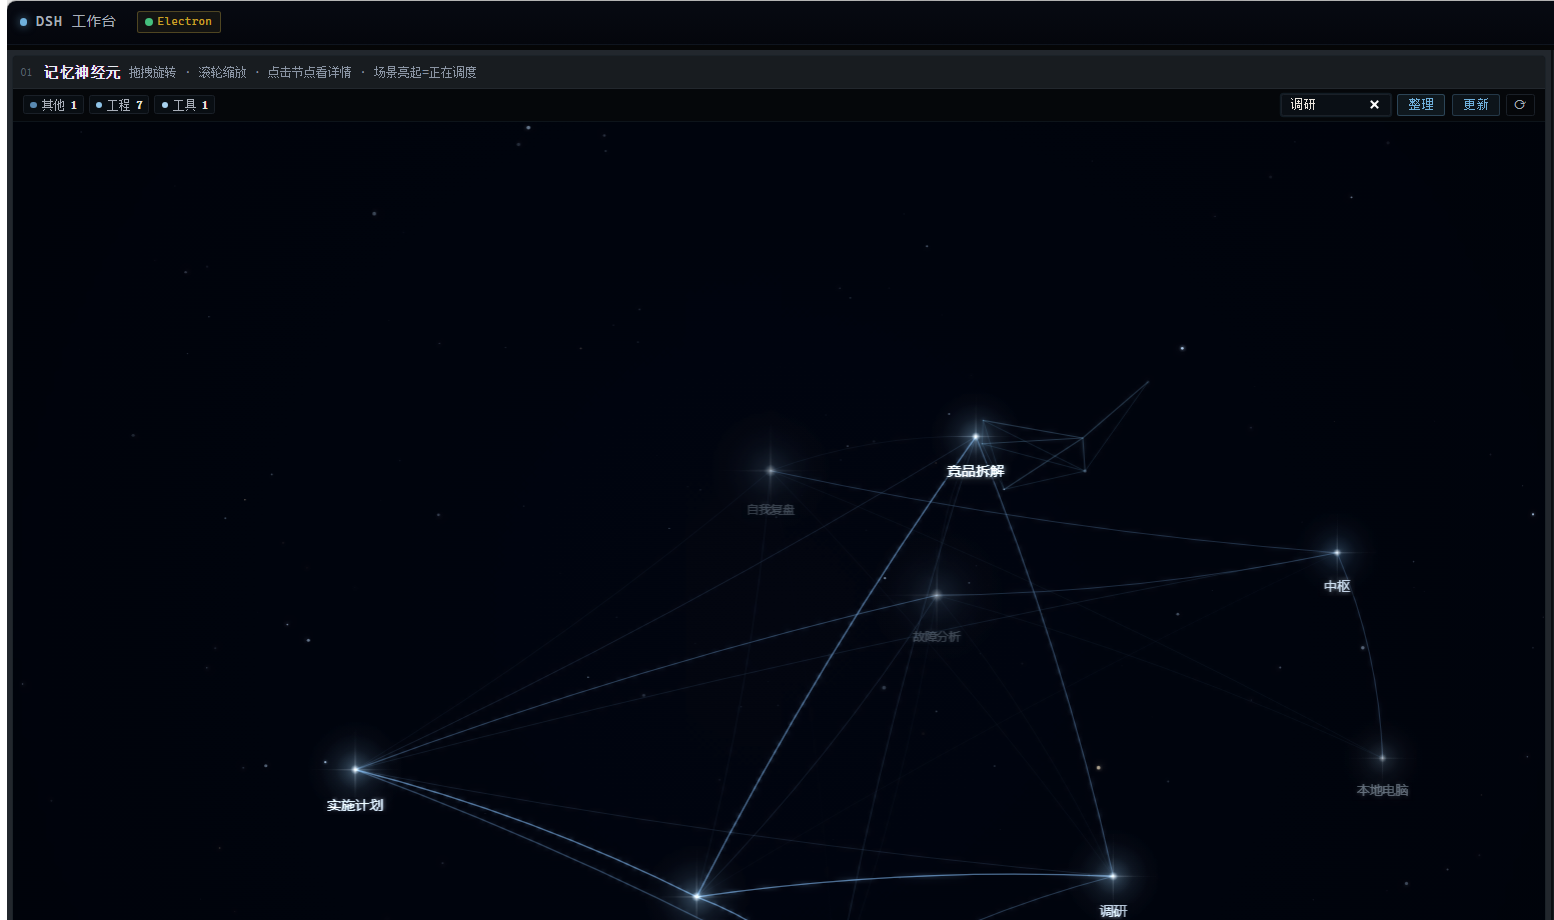 DSH 工作台 Electron
01 记忆神经元 拖拽旋转 · 滚轮缩放 · 点击节点看详情 · 场景亮起=正在调度
其他 1 工程 7 工具 1 调研 × 整理 更新
竞品拆解
自我复盘
中枢
故障分析
本地电脑
实施计划
调研